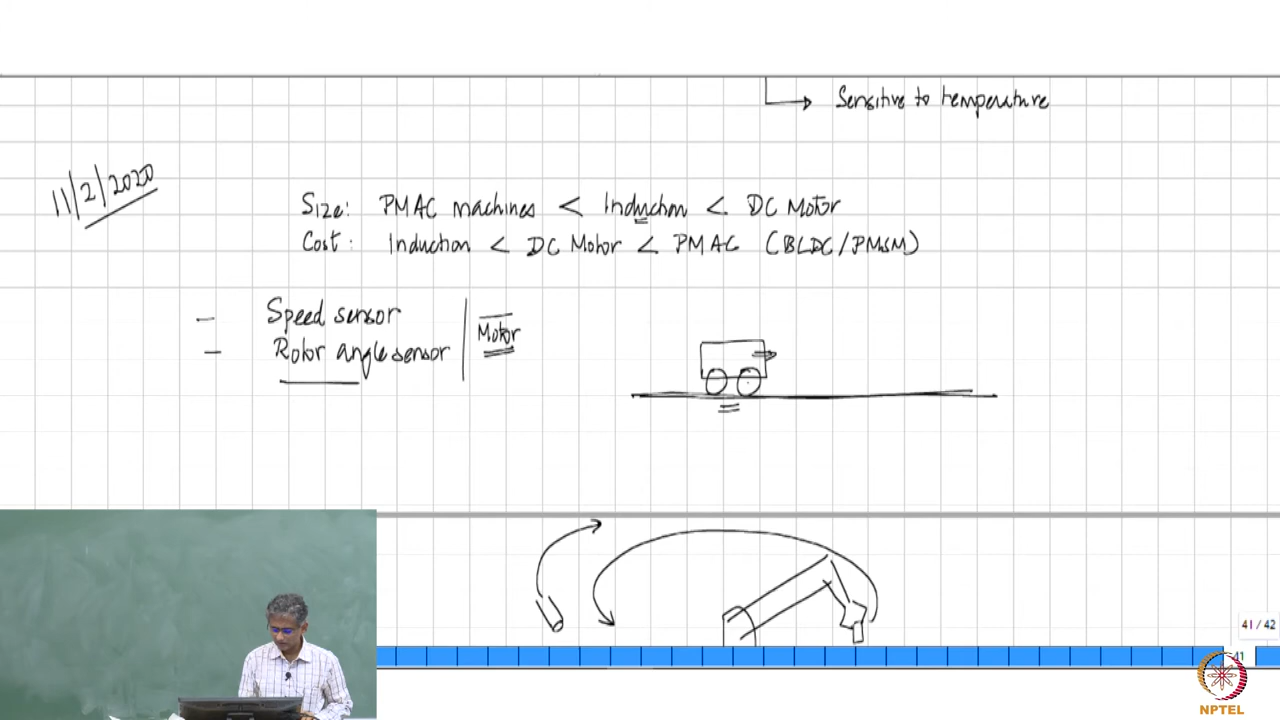 Sensitive to temperature
11/2/2020
Size: PMAC machines < Induction < DC Motor
Cost: Induction < DC Motor < PMAC (BLDC/PMSM)
- Speed sensor
- Rotor angle sensor
Motor
41 / 42
41
NPTEL